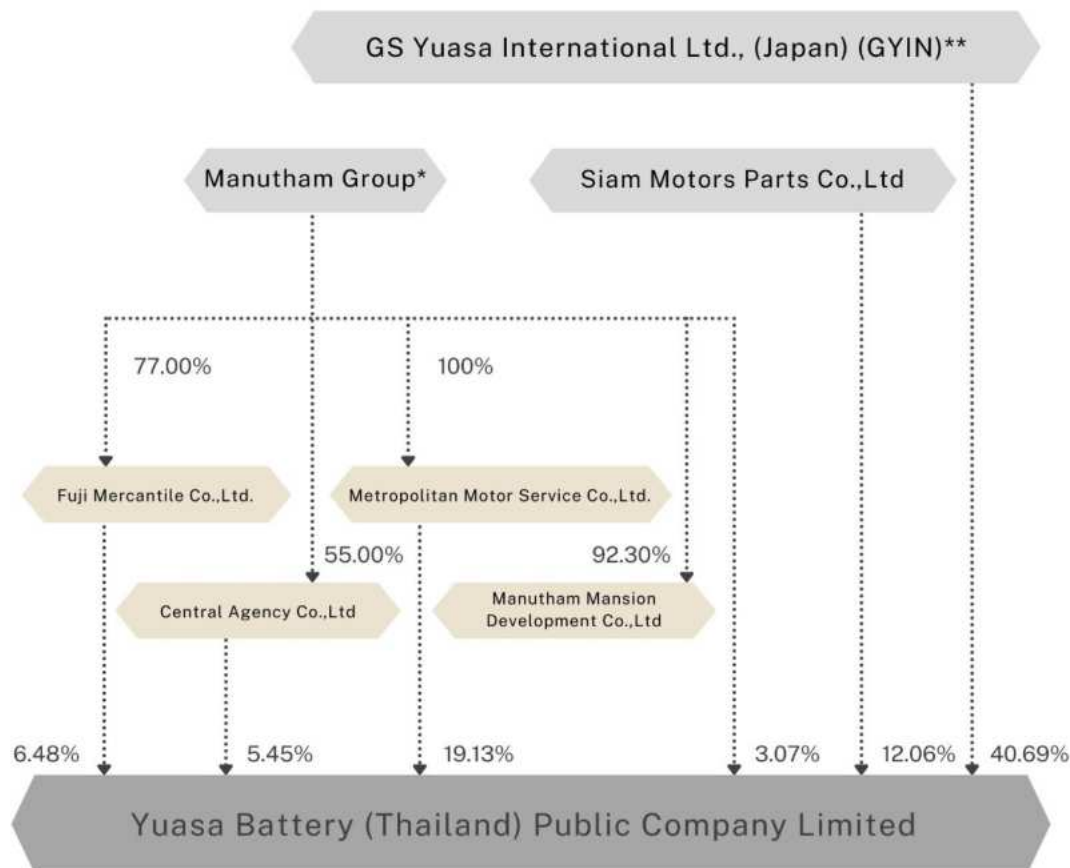 GS Yuasa International Ltd., (Japan) (GYIN)**
Manutham Group*
Siam Motors Parts Co.,Ltd
77.00%
100%
Fuji Mercantile Co.,Ltd.
Metropolitan Motor Service Co.,Ltd.
55.00%
92.30%
Central Agency Co.,Ltd
Manutham Mansion
Development Co.,Ltd
6.48%
5.45%
19.13%
3.07%
12.06%
40.69%
Yuasa Battery (Thailand) Public Company Limited